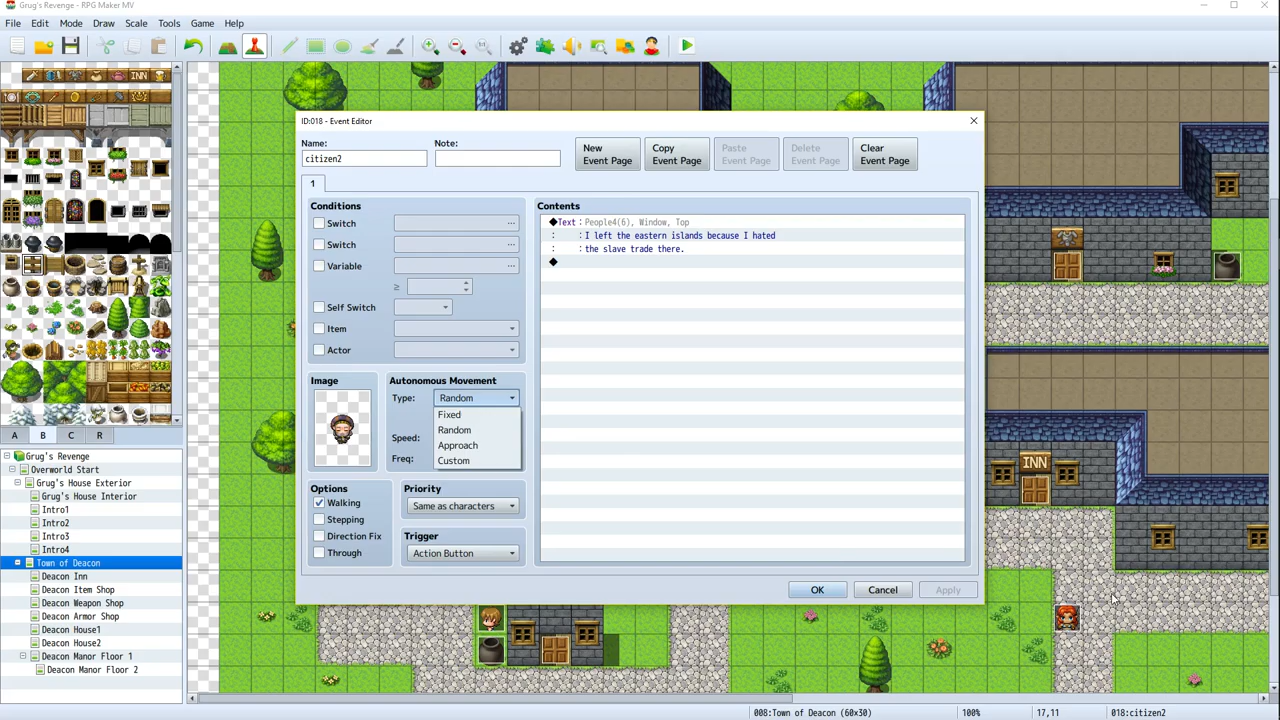 Grug's Revenge - RPG Maker MV
File Edit Mode Draw Scale Tools Game Help
INN
ID:018 - Event Editor
Name:
citizen2
Note:
New
Event Page
Copy
Event Page
Paste
Event Page
Delete
Event Page
Clear
Event Page
1
Conditions
Switch ...
Switch ...
Variable ...
≥
Self Switch
Item
Actor
Image
Autonomous Movement
Type: Random
Fixed
Random
Approach
Custom
Speed:
Freq:
Options
Walking
Stepping
Direction Fix
Through
Priority
Same as characters
Trigger
Action Button
Contents
◆Text：People4(6), Window, Top
：　：I left the eastern islands because I hated
：　：the slave trade there.
◆
OK
Cancel
Apply
INN
A B C R
Grug's Revenge
Overworld Start
Grug's House Exterior
Grug's House Interior
Intro1
Intro2
Intro3
Intro4
Town of Deacon
Deacon Inn
Deacon Item Shop
Deacon Weapon Shop
Deacon Armor Shop
Deacon House1
Deacon House2
Deacon Manor Floor 1
Deacon Manor Floor 2
008:Town of Deacon (60x30) 100% 17,11 018:citizen2